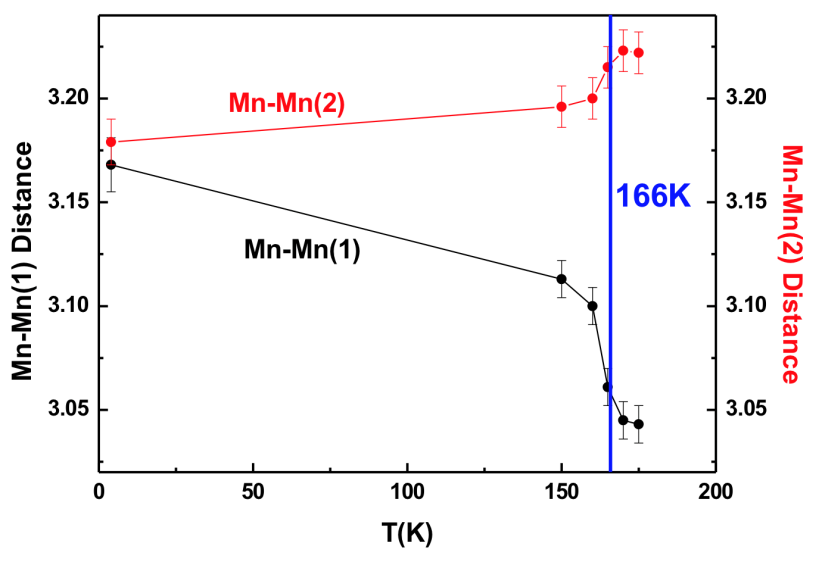 Mn-Mn(1) Distance
3.20
3.15
3.10
3.05
Mn-Mn(2)
Mn-Mn(1)
166K
3.20
3.15
3.10
3.05
Mn-Mn(2) Distance
0
50
100
150
200
T(K)